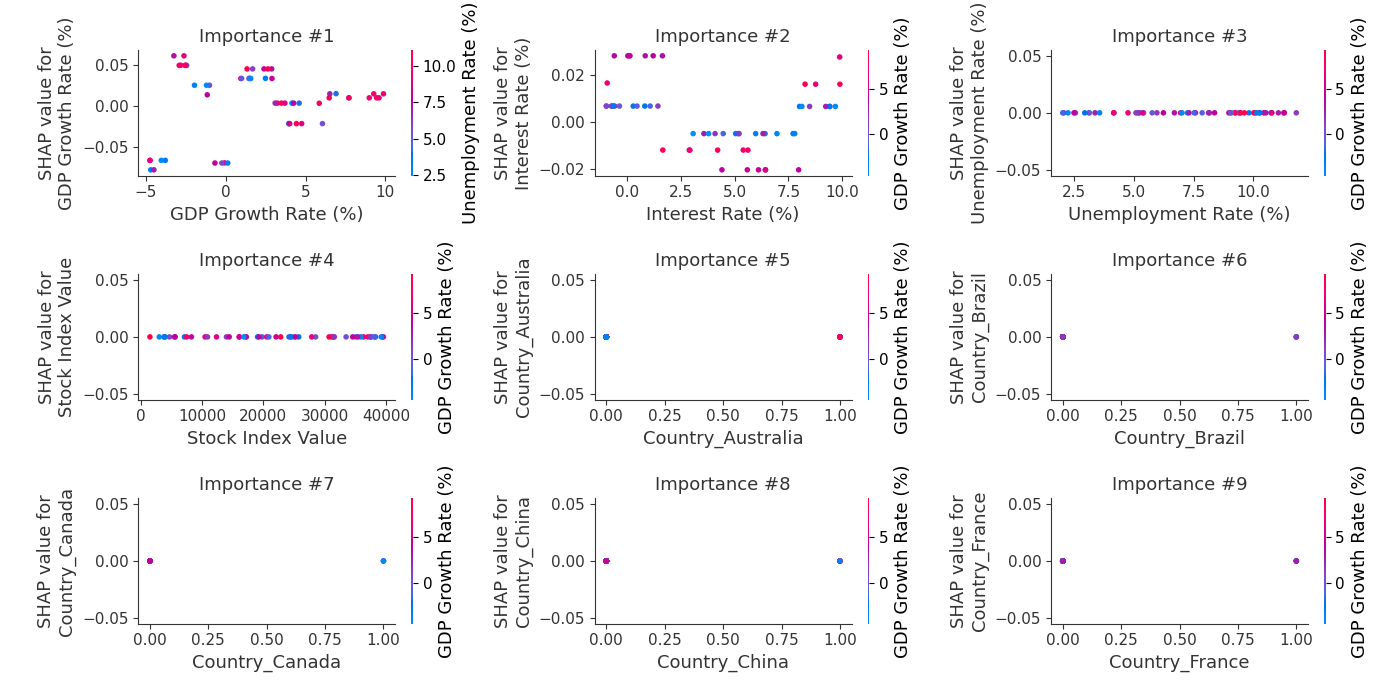 Importance #1
SHAP value for
GDP Growth Rate (%)
0.05
0.00
−0.05
−5
0
5
10
GDP Growth Rate (%)
10.0
7.5
5.0
2.5
Unemployment Rate (%)
Importance #2
SHAP value for
Interest Rate (%)
0.02
0.00
−0.02
0.0
2.5
5.0
7.5
10.0
Interest Rate (%)
5
0
GDP Growth Rate (%)
Importance #3
SHAP value for
Unemployment Rate (%)
0.05
0.00
−0.05
2.5
5.0
7.5
10.0
Unemployment Rate (%)
5
0
GDP Growth Rate (%)
Importance #4
SHAP value for
Stock Index Value
0.05
0.00
−0.05
0
10000
20000
30000
40000
Stock Index Value
5
0
GDP Growth Rate (%)
Importance #5
SHAP value for
Country_Australia
0.05
0.00
−0.05
0.00
0.25
0.50
0.75
1.00
Country_Australia
5
0
GDP Growth Rate (%)
Importance #6
SHAP value for
Country_Brazil
0.05
0.00
−0.05
0.00
0.25
0.50
0.75
1.00
Country_Brazil
5
0
GDP Growth Rate (%)
Importance #7
SHAP value for
Country_Canada
0.05
0.00
−0.05
0.00
0.25
0.50
0.75
1.00
Country_Canada
5
0
GDP Growth Rate (%)
Importance #8
SHAP value for
Country_China
0.05
0.00
−0.05
0.00
0.25
0.50
0.75
1.00
Country_China
5
0
GDP Growth Rate (%)
Importance #9
SHAP value for
Country_France
0.05
0.00
−0.05
0.00
0.25
0.50
0.75
1.00
Country_France
5
0
GDP Growth Rate (%)